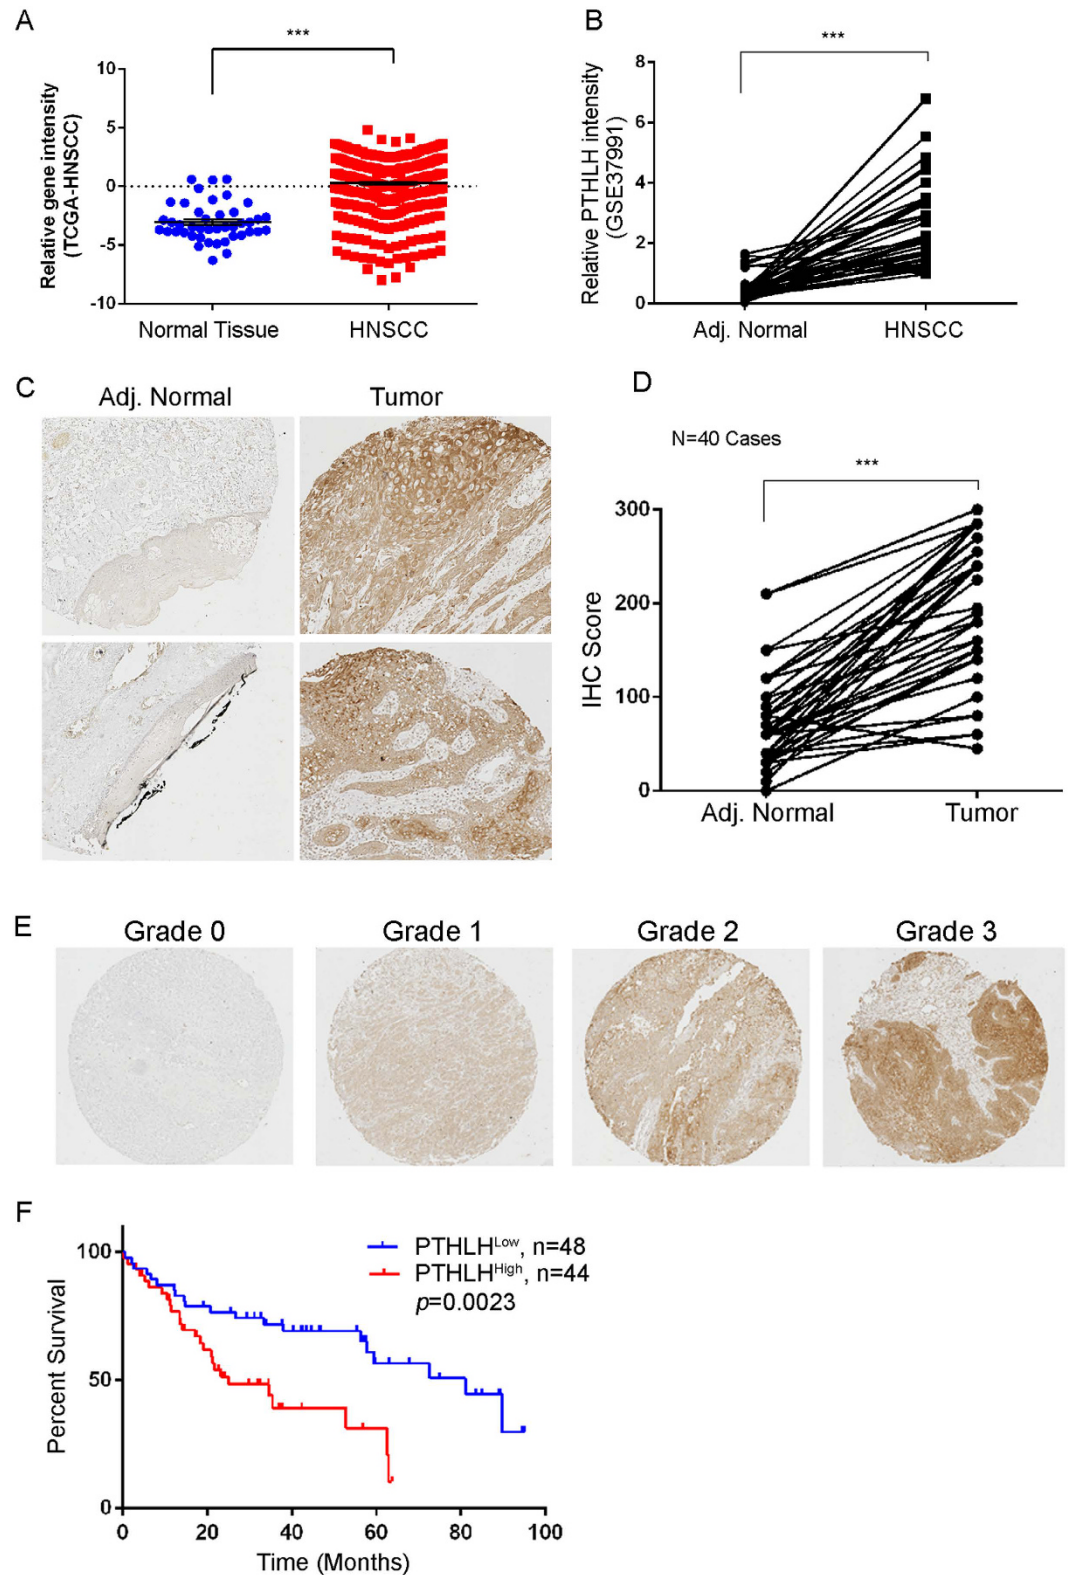 A
***
Relative gene intensity
(TCGA-HNSCC)
10
5
0
-5
-10
Normal Tissue
HNSCC
B
***
Relative PTHLH intensity
(GSE37991)
8
6
4
2
0
Adj. Normal
HNSCC
C
Adj. Normal
Tumor
D
N=40 Cases
***
IHC Score
300
200
100
0
Adj. Normal
Tumor
E
Grade 0
Grade 1
Grade 2
Grade 3
F
PTHLHLow, n=48
PTHLHHigh, n=44
p=0.0023
Percent Survival
100
50
0
0 20 40 60 80 100
Time (Months)